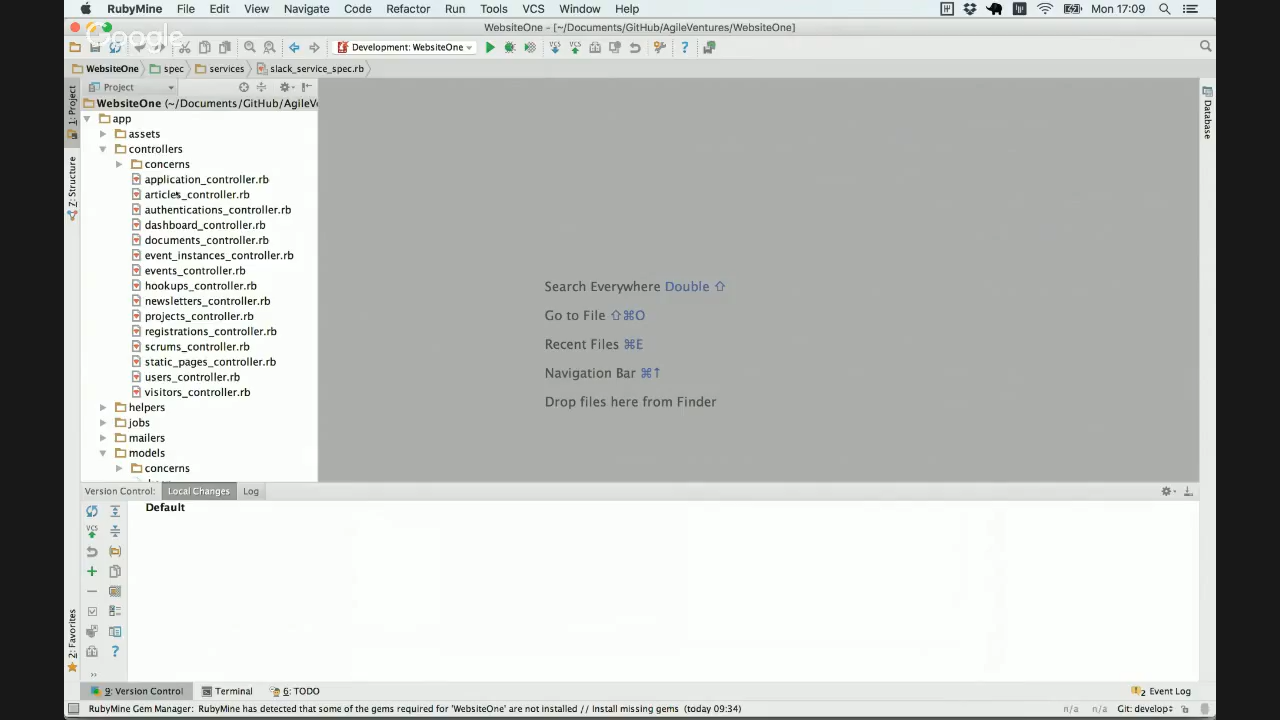 RubyMine File Edit View Navigate Code Refactor Run Tools VCS Window Help Mon 17:09
WebsiteOne - [~/Documents/GitHub/AgileVentures/WebsiteOne]
Google
Development: WebsiteOne
WebsiteOne spec services slack_service_spec.rb
1: Project
7: Structure
2: Favorites
Project
WebsiteOne (~/Documents/GitHub/AgileV
app
assets
controllers
concerns
application_controller.rb
articles_controller.rb
authentications_controller.rb
dashboard_controller.rb
documents_controller.rb
event_instances_controller.rb
events_controller.rb
hookups_controller.rb
newsletters_controller.rb
projects_controller.rb
registrations_controller.rb
scrums_controller.rb
static_pages_controller.rb
users_controller.rb
visitors_controller.rb
helpers
jobs
mailers
models
concerns
Search Everywhere Double ⇧
Go to File ⇧⌘O
Recent Files ⌘E
Navigation Bar ⌘↑
Drop files here from Finder
Database
Version Control: Local Changes Log
Default
VCS
9: Version Control Terminal 6: TODO 2 Event Log
RubyMine Gem Manager: RubyMine has detected that some of the gems required for 'WebsiteOne' are not installed // Install missing gems (today 09:34) n/a n/a Git: develop